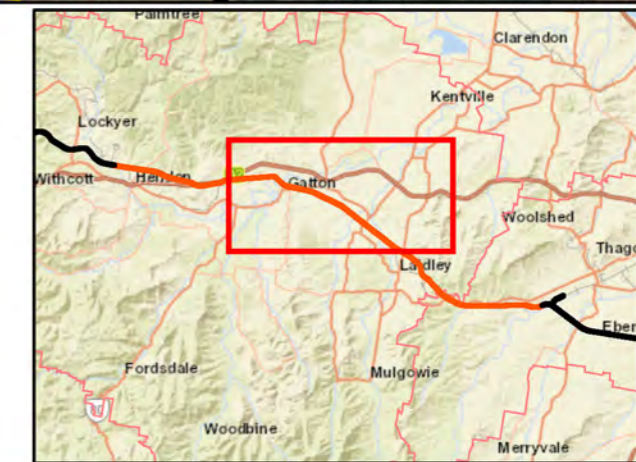 Palmtree
Clarendon
Kentville
Lockyer
Withcott
Helidon
Gatton
Woolshed
Laidley
Thago
Eber
Fordsdale
Mulgowie
Woodbine
Merryvale